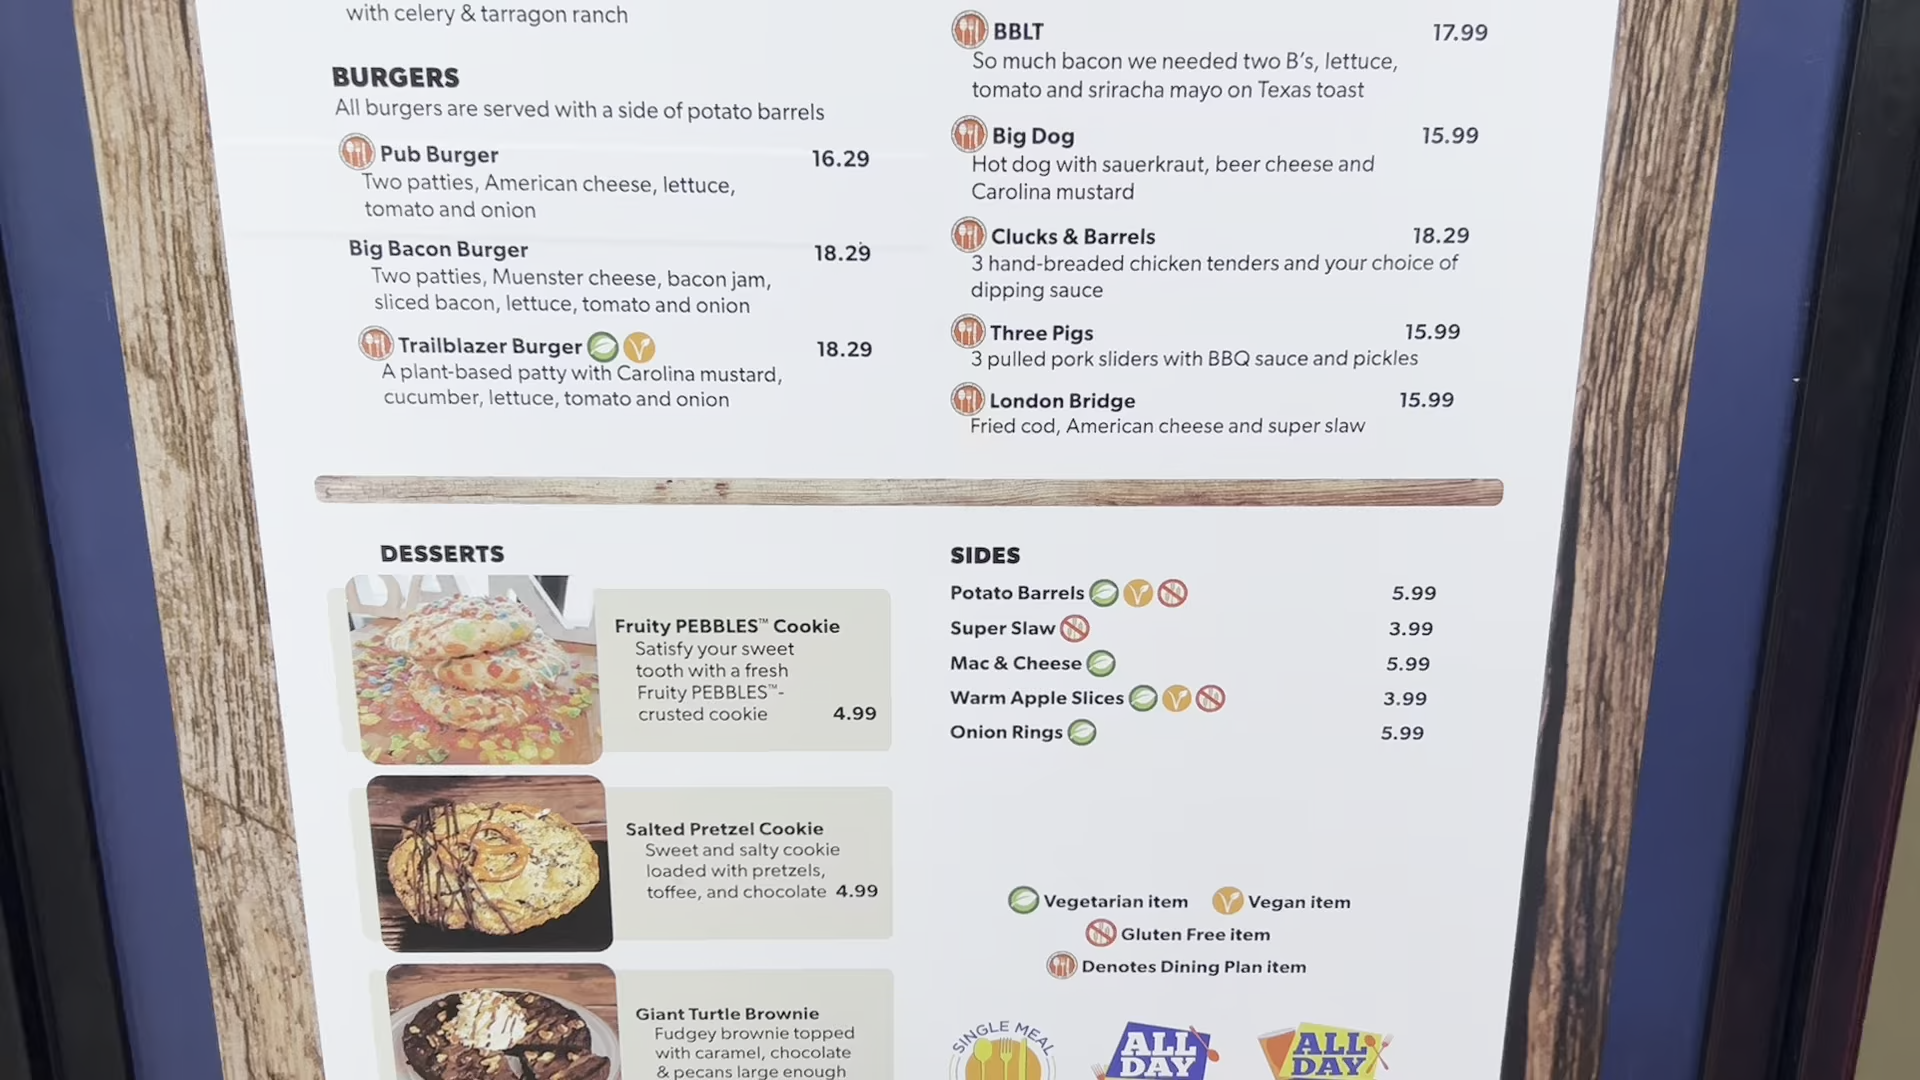 with celery & tarragon ranch
BURGERS
All burgers are served with a side of potato barrels
Pub Burger 16.29
Two patties, American cheese, lettuce,
tomato and onion
Big Bacon Burger 18.29
Two patties, Muenster cheese, bacon jam,
sliced bacon, lettuce, tomato and onion
Trailblazer Burger V 18.29
A plant-based patty with Carolina mustard,
cucumber, lettuce, tomato and onion
BBLT 17.99
So much bacon we needed two B's, lettuce,
tomato and sriracha mayo on Texas toast
Big Dog 15.99
Hot dog with sauerkraut, beer cheese and
Carolina mustard
Clucks & Barrels 18.29
3 hand-breaded chicken tenders and your choice of
dipping sauce
Three Pigs 15.99
3 pulled pork sliders with BBQ sauce and pickles
London Bridge 15.99
Fried cod, American cheese and super slaw
DESSERTS
Fruity PEBBLES™ Cookie
Satisfy your sweet
tooth with a fresh
Fruity PEBBLES™-
crusted cookie 4.99
Salted Pretzel Cookie
Sweet and salty cookie
loaded with pretzels,
toffee, and chocolate 4.99
Giant Turtle Brownie
Fudgey brownie topped
with caramel, chocolate
& pecans large enough
SIDES
Potato Barrels V 5.99
Super Slaw 3.99
Mac & Cheese 5.99
Warm Apple Slices V 3.99
Onion Rings 5.99
Vegetarian item V Vegan item
Gluten Free item
Denotes Dining Plan item
SINGLE MEAL
ALL
DAY
ALL
DAY